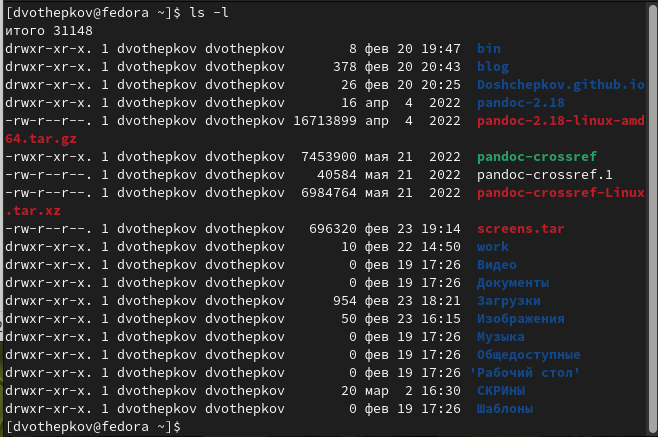 [dvothepkov@fedora ~]$ ls -l
итого 31148
drwxr-xr-x. 1 dvothepkov dvothepkov        8 фев 20 19:47  bin
drwxr-xr-x. 1 dvothepkov dvothepkov      378 фев 20 20:43  blog
drwxr-xr-x. 1 dvothepkov dvothepkov       26 фев 20 20:25  Doshchepkov.github.io
drwxr-xr-x. 1 dvothepkov dvothepkov       16 апр  4  2022  pandoc-2.18
-rw-r--r--. 1 dvothepkov dvothepkov 16713899 апр  4  2022  pandoc-2.18-linux-amd
64.tar.gz
-rwxr-xr-x. 1 dvothepkov dvothepkov  7453900 мая 21  2022  pandoc-crossref
-rw-r--r--. 1 dvothepkov dvothepkov    40584 мая 21  2022  pandoc-crossref.1
-rw-r--r--. 1 dvothepkov dvothepkov  6984764 мая 21  2022  pandoc-crossref-Linux
.tar.xz
-rw-r--r--. 1 dvothepkov dvothepkov   696320 фев 23 19:14  screens.tar
drwxr-xr-x. 1 dvothepkov dvothepkov       10 фев 22 14:50  work
drwxr-xr-x. 1 dvothepkov dvothepkov        0 фев 19 17:26  Видео
drwxr-xr-x. 1 dvothepkov dvothepkov        0 фев 19 17:26  Документы
drwxr-xr-x. 1 dvothepkov dvothepkov      954 фев 23 18:21  Загрузки
drwxr-xr-x. 1 dvothepkov dvothepkov       50 фев 23 16:15  Изображения
drwxr-xr-x. 1 dvothepkov dvothepkov        0 фев 19 17:26  Музыка
drwxr-xr-x. 1 dvothepkov dvothepkov        0 фев 19 17:26  Общедоступные
drwxr-xr-x. 1 dvothepkov dvothepkov        0 фев 19 17:26 'Рабочий стол'
drwxr-xr-x. 1 dvothepkov dvothepkov       20 мар  2 16:30  СКРИНЫ
drwxr-xr-x. 1 dvothepkov dvothepkov        0 фев 19 17:26  Шаблоны
[dvothepkov@fedora ~]$